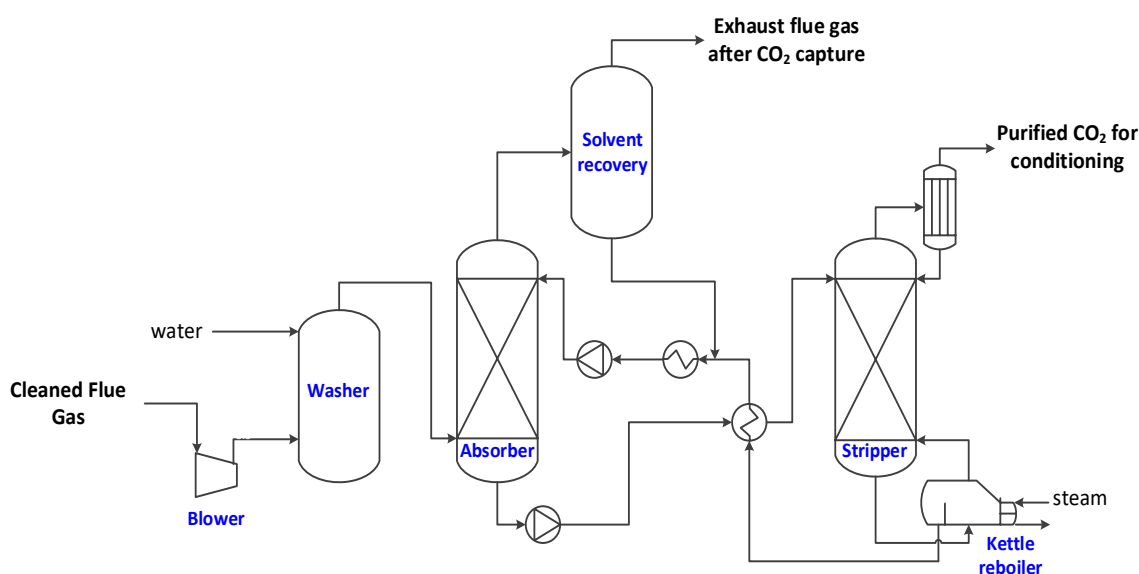 Exhaust flue gas
after CO₂ capture
Solvent
recovery
Purified CO₂ for
conditioning
water
Cleaned Flue
Gas
Washer
Absorber
Stripper
Blower
steam
Kettle
reboiler